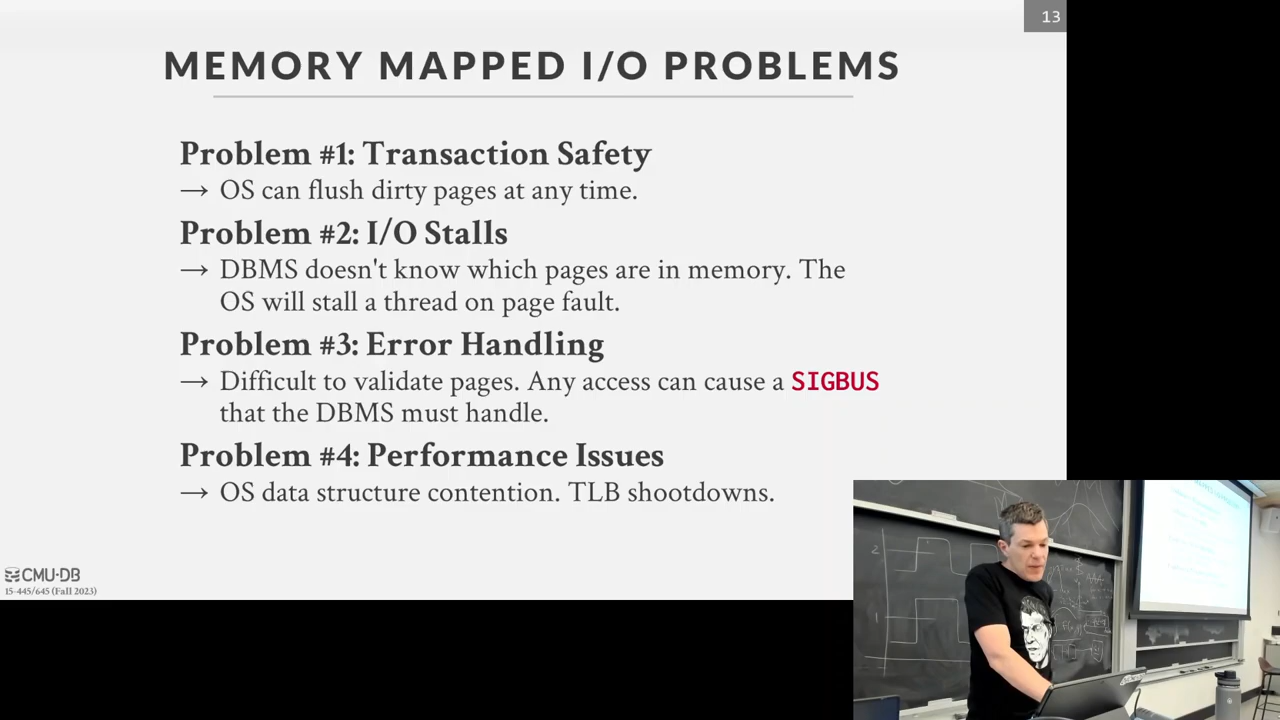 13
MEMORY MAPPED I/O PROBLEMS
Problem #1: Transaction Safety
→ OS can flush dirty pages at any time.
Problem #2: I/O Stalls
→ DBMS doesn't know which pages are in memory. The
OS will stall a thread on page fault.
Problem #3: Error Handling
→ Difficult to validate pages. Any access can cause a SIGBUS
that the DBMS must handle.
Problem #4: Performance Issues
→ OS data structure contention. TLB shootdowns.
CMU·DB
15-445/645 (Fall 2023)
2
1